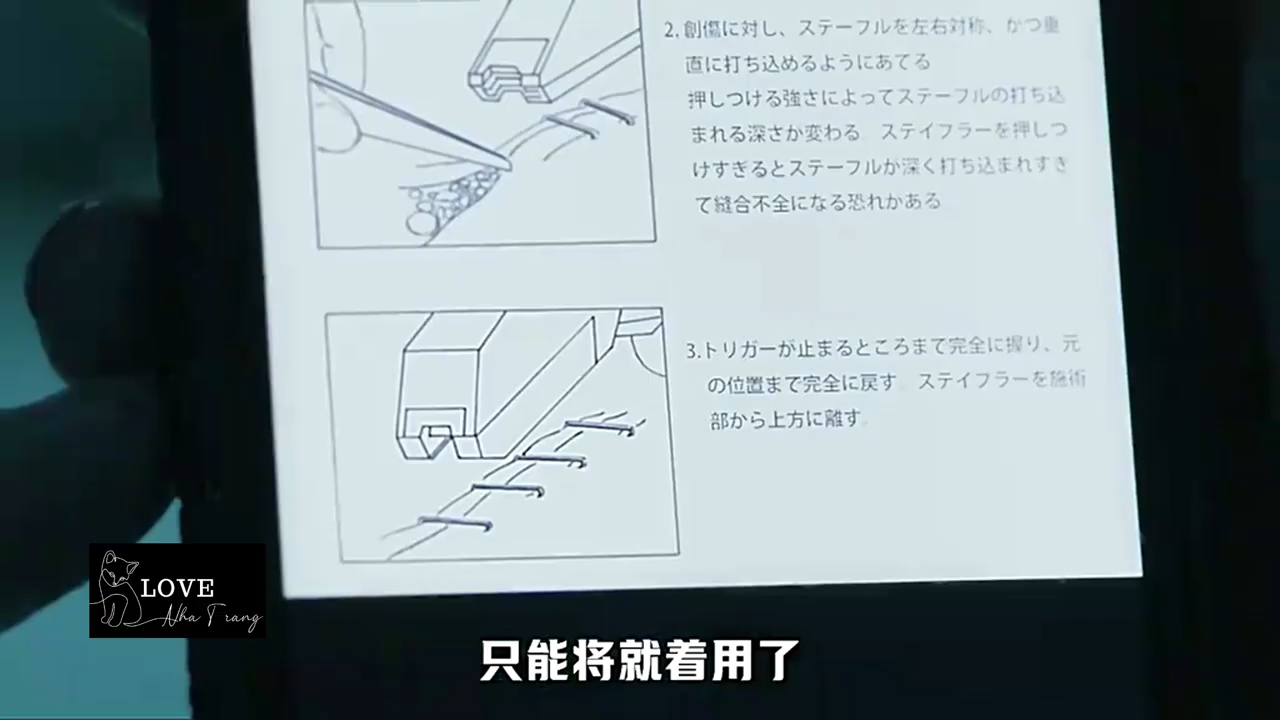 2.創傷に対し、ステープルを左右対称、かつ垂
直に打ち込めるようにあてる
押しつける強さによってステープルの打ち込
まれる深さが変わる。ステイプラーを押しつ
けすぎるとステープルが深く打ち込まれすぎ
て縫合不全になる恐れがある
3.トリガーが止まるところまで完全に握り、元
の位置まで完全に戻す。ステイプラーを施術
部から上方に離す。
LOVE
Nha Trang
只能将就着用了